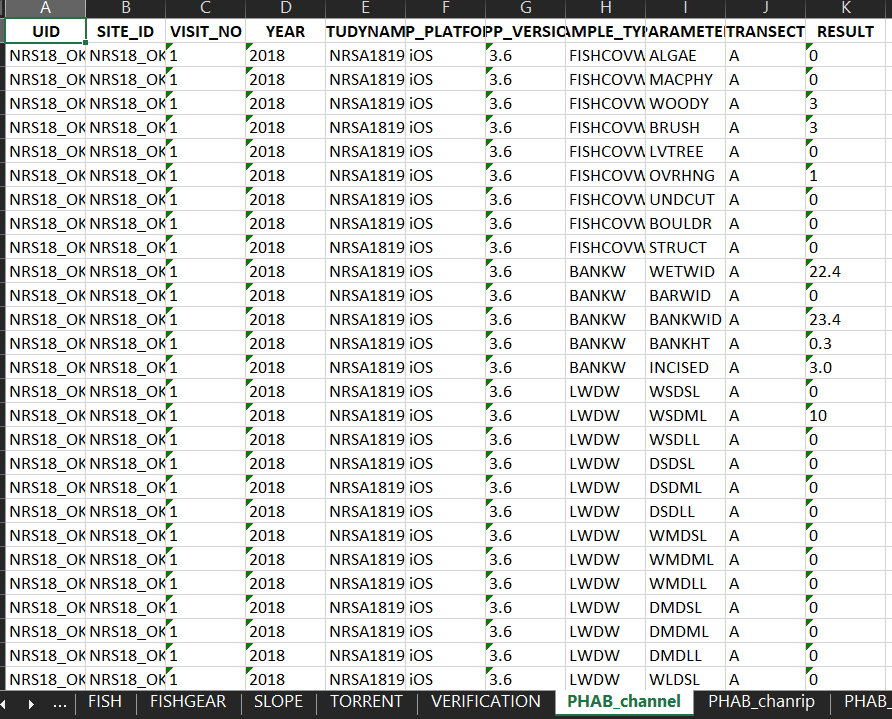 A B C D E F G H I J K
UID SITE_ID VISIT_NO YEAR TUDYNAM P_PLATFO PP_VERSIO AMPLE_TYP ARAMETE TRANSECT RESULT
NRS18_OK NRS18_OK 1 2018 NRSA1819 iOS 3.6 FISHCOVW ALGAE A 0
NRS18_OK NRS18_OK 1 2018 NRSA1819 iOS 3.6 FISHCOVW MACPHY A 0
NRS18_OK NRS18_OK 1 2018 NRSA1819 iOS 3.6 FISHCOVW WOODY A 3
NRS18_OK NRS18_OK 1 2018 NRSA1819 iOS 3.6 FISHCOVW BRUSH A 3
NRS18_OK NRS18_OK 1 2018 NRSA1819 iOS 3.6 FISHCOVW LVTREE A 0
NRS18_OK NRS18_OK 1 2018 NRSA1819 iOS 3.6 FISHCOVW OVRHNG A 1
NRS18_OK NRS18_OK 1 2018 NRSA1819 iOS 3.6 FISHCOVW UNDCUT A 0
NRS18_OK NRS18_OK 1 2018 NRSA1819 iOS 3.6 FISHCOVW BOULDR A 0
NRS18_OK NRS18_OK 1 2018 NRSA1819 iOS 3.6 FISHCOVW STRUCT A 0
NRS18_OK NRS18_OK 1 2018 NRSA1819 iOS 3.6 BANKW WETWID A 22.4
NRS18_OK NRS18_OK 1 2018 NRSA1819 iOS 3.6 BANKW BARWID A 0
NRS18_OK NRS18_OK 1 2018 NRSA1819 iOS 3.6 BANKW BANKWID A 23.4
NRS18_OK NRS18_OK 1 2018 NRSA1819 iOS 3.6 BANKW BANKHT A 0.3
NRS18_OK NRS18_OK 1 2018 NRSA1819 iOS 3.6 BANKW INCISED A 3.0
NRS18_OK NRS18_OK 1 2018 NRSA1819 iOS 3.6 LWDW WSDSL A 0
NRS18_OK NRS18_OK 1 2018 NRSA1819 iOS 3.6 LWDW WSDML A 10
NRS18_OK NRS18_OK 1 2018 NRSA1819 iOS 3.6 LWDW WSDLL A 0
NRS18_OK NRS18_OK 1 2018 NRSA1819 iOS 3.6 LWDW DSDSL A 0
NRS18_OK NRS18_OK 1 2018 NRSA1819 iOS 3.6 LWDW DSDML A 0
NRS18_OK NRS18_OK 1 2018 NRSA1819 iOS 3.6 LWDW DSDLL A 0
NRS18_OK NRS18_OK 1 2018 NRSA1819 iOS 3.6 LWDW WMDSL A 0
NRS18_OK NRS18_OK 1 2018 NRSA1819 iOS 3.6 LWDW WMDML A 0
NRS18_OK NRS18_OK 1 2018 NRSA1819 iOS 3.6 LWDW WMDLL A 0
NRS18_OK NRS18_OK 1 2018 NRSA1819 iOS 3.6 LWDW DMDSL A 0
NRS18_OK NRS18_OK 1 2018 NRSA1819 iOS 3.6 LWDW DMDML A 0
NRS18_OK NRS18_OK 1 2018 NRSA1819 iOS 3.6 LWDW DMDLL A 0
NRS18_OK NRS18_OK 1 2018 NRSA1819 iOS 3.6 LWDW WLDSL A 0
... FISH FISHGEAR SLOPE TORRENT VERIFICATION PHAB_channel PHAB_chanrip PHAB_